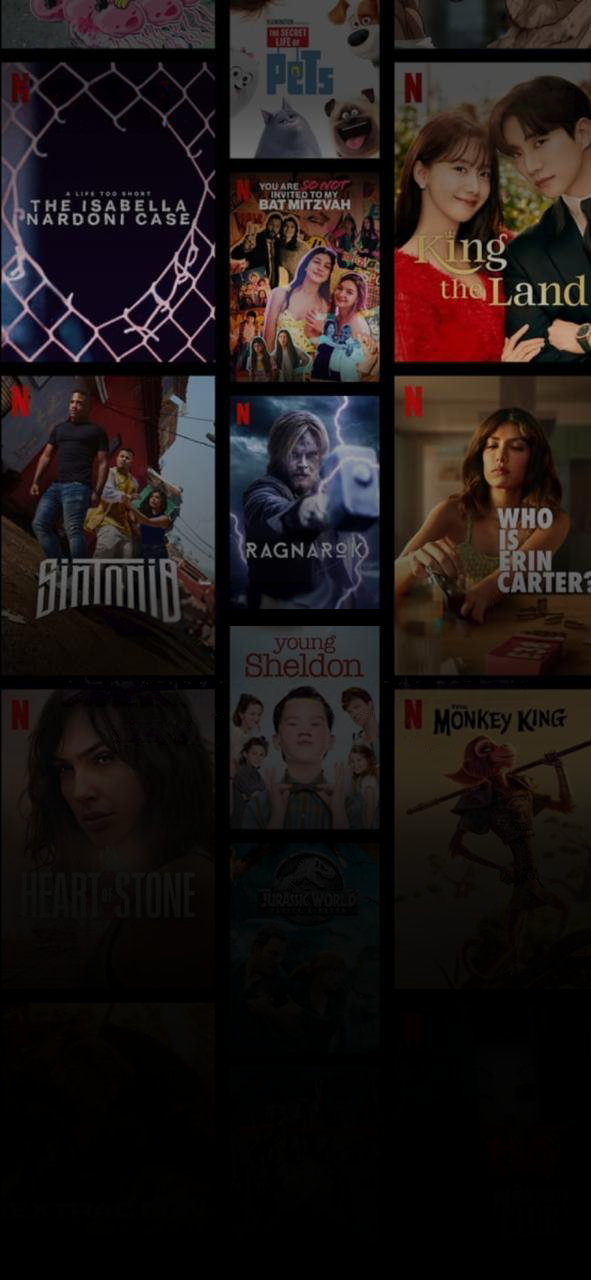 ILLUMINATION
THE SECRET
LIFE OF
PETS
A LIFE TOO SHORT
THE ISABELLA
NARDONI CASE
YOU ARE SO NOT
INVITED TO MY
BAT MITZVAH
King
the Land
SINTONIA
RAGNAROK
WHO
IS
ERIN
CARTER?
young
Sheldon
HEART OF STONE
THE
MONKEY KING
JURASSIC WORLD